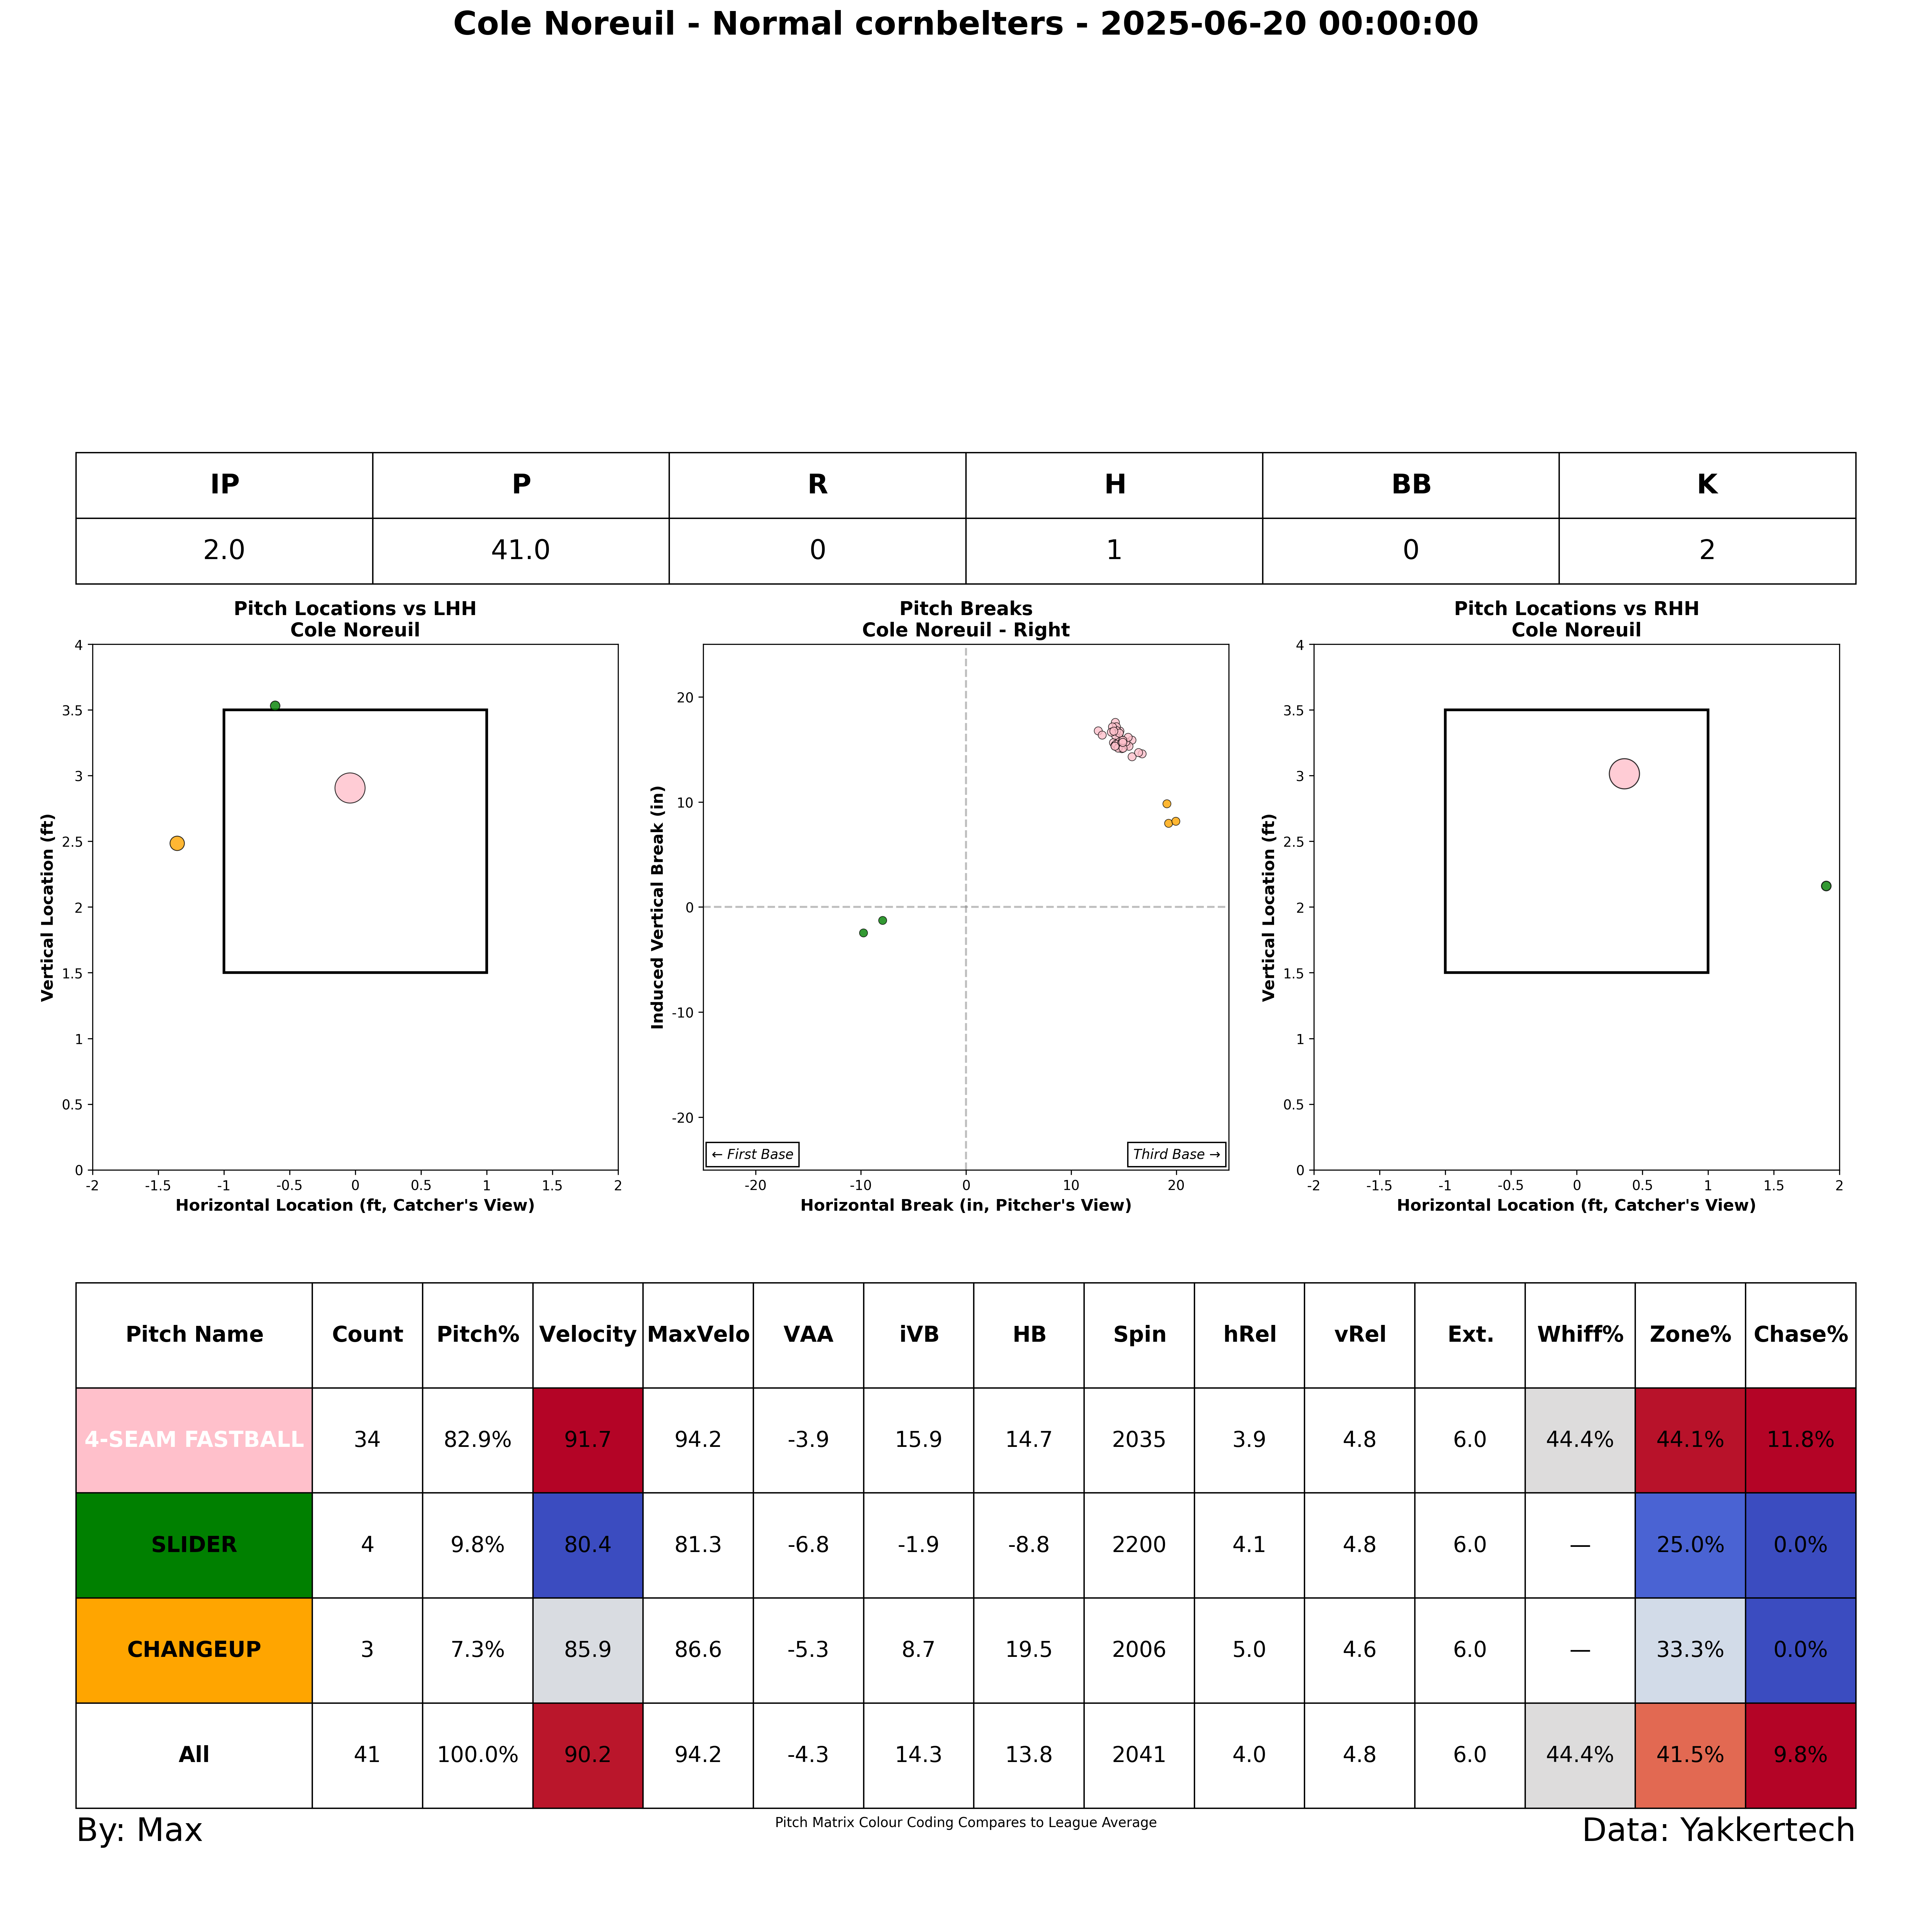 Cole Noreuil - Normal cornbelters - 2025-06-20 00:00:00
IP P R H BB K
2.0 41.0 0 1 0 2
Pitch Locations vs LHH
Cole Noreuil
4
3.5
3
2.5
2
1.5
1
0.5
0
Vertical Location (ft)
-2 -1.5 -1 -0.5 0 0.5 1 1.5 2
Horizontal Location (ft, Catcher's View)
Pitch Breaks
Cole Noreuil - Right
20
10
0
-10
-20
Induced Vertical Break (in)
← First Base
Third Base →
-20 -10 0 10 20
Horizontal Break (in, Pitcher's View)
Pitch Locations vs RHH
Cole Noreuil
4
3.5
3
2.5
2
1.5
1
0.5
0
Vertical Location (ft)
-2 -1.5 -1 -0.5 0 0.5 1 1.5 2
Horizontal Location (ft, Catcher's View)
Pitch Name Count Pitch% Velocity MaxVelo VAA iVB HB Spin hRel vRel Ext. Whiff% Zone% Chase%
4-SEAM FASTBALL 34 82.9% 91.7 94.2 -3.9 15.9 14.7 2035 3.9 4.8 6.0 44.4% 44.1% 11.8%
SLIDER 4 9.8% 80.4 81.3 -6.8 -1.9 -8.8 2200 4.1 4.8 6.0 — 25.0% 0.0%
CHANGEUP 3 7.3% 85.9 86.6 -5.3 8.7 19.5 2006 5.0 4.6 6.0 — 33.3% 0.0%
All 41 100.0% 90.2 94.2 -4.3 14.3 13.8 2041 4.0 4.8 6.0 44.4% 41.5% 9.8%
By: Max
Pitch Matrix Colour Coding Compares to League Average
Data: Yakkertech